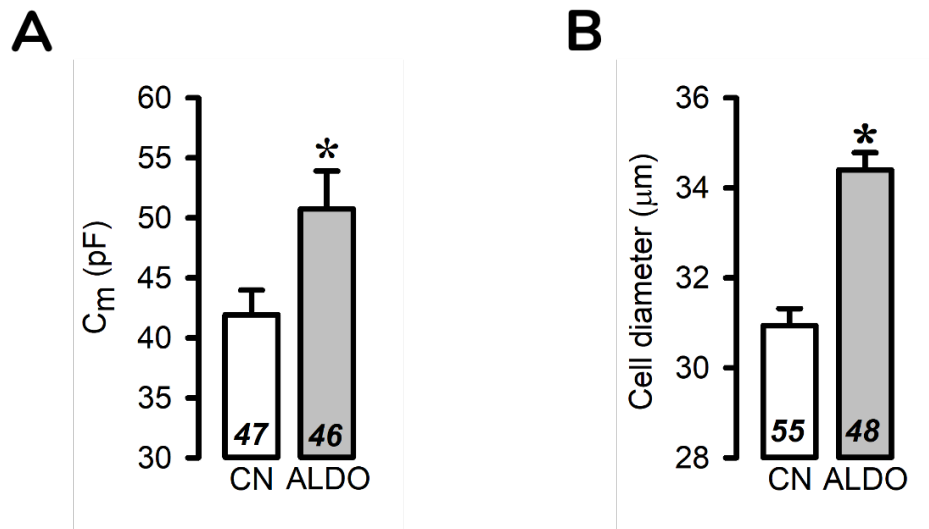 A
Cm (pF)
60
55
50
45
40
35
30
*
47
46
CN
ALDO
B
Cell diameter (μm)
36
34
32
30
28
*
55
48
CN
ALDO